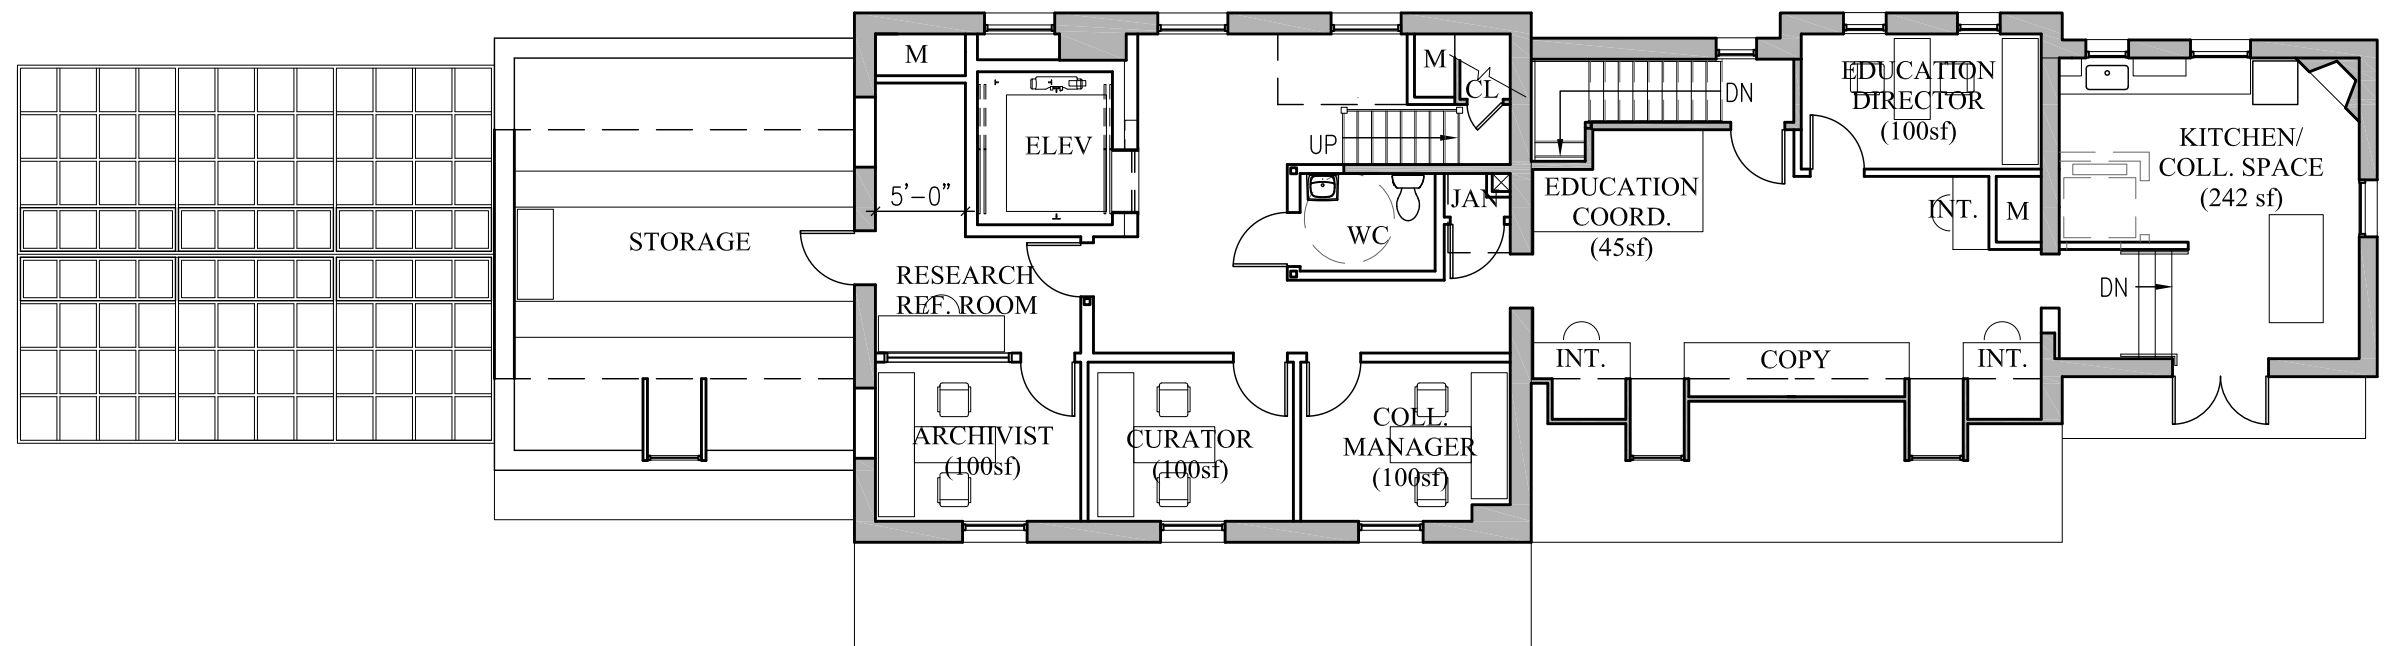 M
ELEV
5'-0"
STORAGE
RESEARCH
REF. ROOM
M
CL
UP
WC
JAN
DN
EDUCATION
DIRECTOR
(100sf)
EDUCATION
COORD.
(45sf)
INT.
M
KITCHEN/
COLL. SPACE
(242 sf)
DN
INT.
COPY
INT.
ARCHIVIST
(100sf)
CURATOR
(100sf)
COLL.
MANAGER
(100sf)